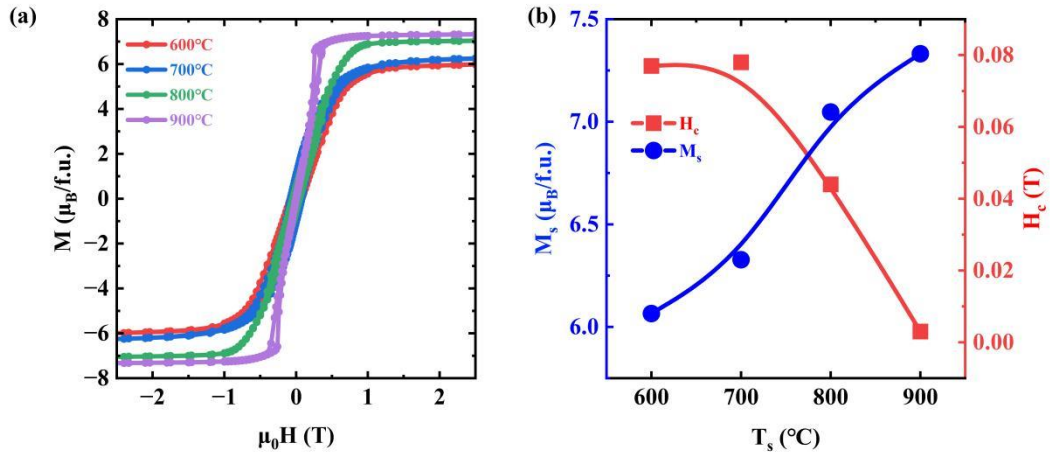 (a)
8
6
4
2
0
−2
−4
−6
−8
M (μB/f.u.)
600°C
700°C
800°C
900°C
−2
−1
0
1
2
μ0H (T)
(b)
7.5
7.0
6.5
6.0
Ms (μB/f.u.)
Hc
Ms
0.08
0.06
0.04
0.02
0.00
Hc (T)
600
700
800
900
Ts (°C)